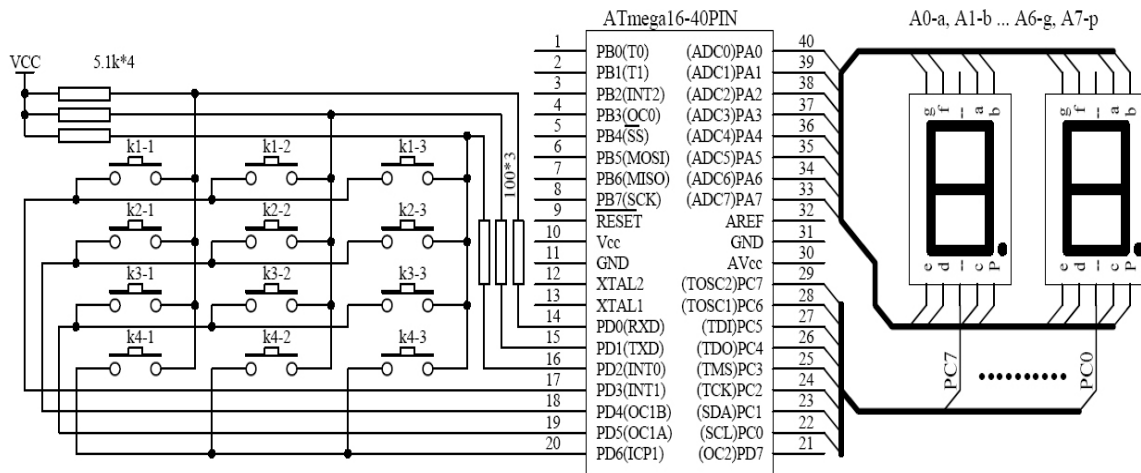 ATmega16-40PIN
A0-a, A1-b ... A6-g, A7-p
VCC
5.1k*4
100*3
k1-1
k1-2
k1-3
k2-1
k2-2
k2-3
k3-1
k3-2
k3-3
k4-1
k4-2
k4-3
1 PB0(T0) (ADC0)PA0 40
2 PB1(T1) (ADC1)PA1 39
3 PB2(INT2) (ADC2)PA2 38
4 PB3(OC0) (ADC3)PA3 37
5 PB4(SS) (ADC4)PA4 36
6 PB5(MOSI) (ADC5)PA5 35
7 PB6(MISO) (ADC6)PA6 34
8 PB7(SCK) (ADC7)PA7 33
9 RESET AREF 32
10 Vcc GND 31
11 GND AVcc 30
12 XTAL2 (TOSC2)PC7 29
13 XTAL1 (TOSC1)PC6 28
14 PD0(RXD) (TDI)PC5 27
15 PD1(TXD) (TDO)PC4 26
16 PD2(INT0) (TMS)PC3 25
17 PD3(INT1) (TCK)PC2 24
18 PD4(OC1B) (SDA)PC1 23
19 PD5(OC1A) (SCL)PC0 22
20 PD6(ICP1) (OC2)PD7 21
g f a b
e d c P
g f a b
e d c P
PC7
PC0